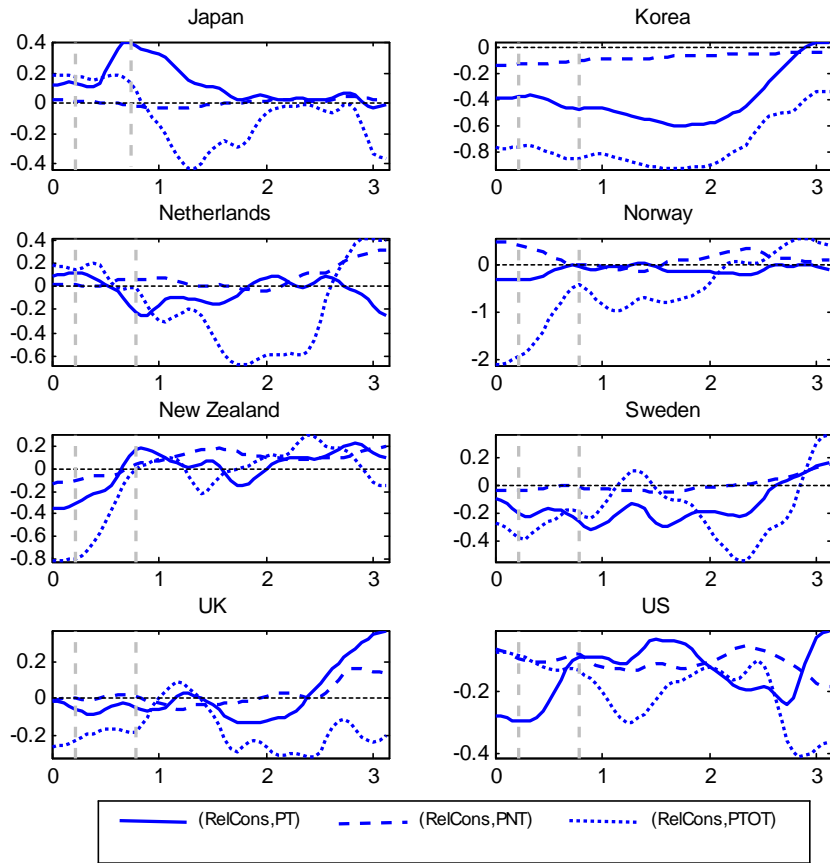 Japan
0.4
0.2
0
-0.2
-0.4
0 1 2 3
Korea
0
-0.2
-0.4
-0.6
-0.8
0 1 2 3
Netherlands
0.4
0.2
0
-0.2
-0.4
-0.6
0 1 2 3
Norway
0
-1
-2
0 1 2 3
New Zealand
0.2
0
-0.2
-0.4
-0.6
-0.8
0 1 2 3
Sweden
0.2
0
-0.2
-0.4
0 1 2 3
UK
0.2
0
-0.2
0 1 2 3
US
-0.2
-0.4
0 1 2 3
(RelCons,PT) (RelCons,PNT) (RelCons,PTOT)